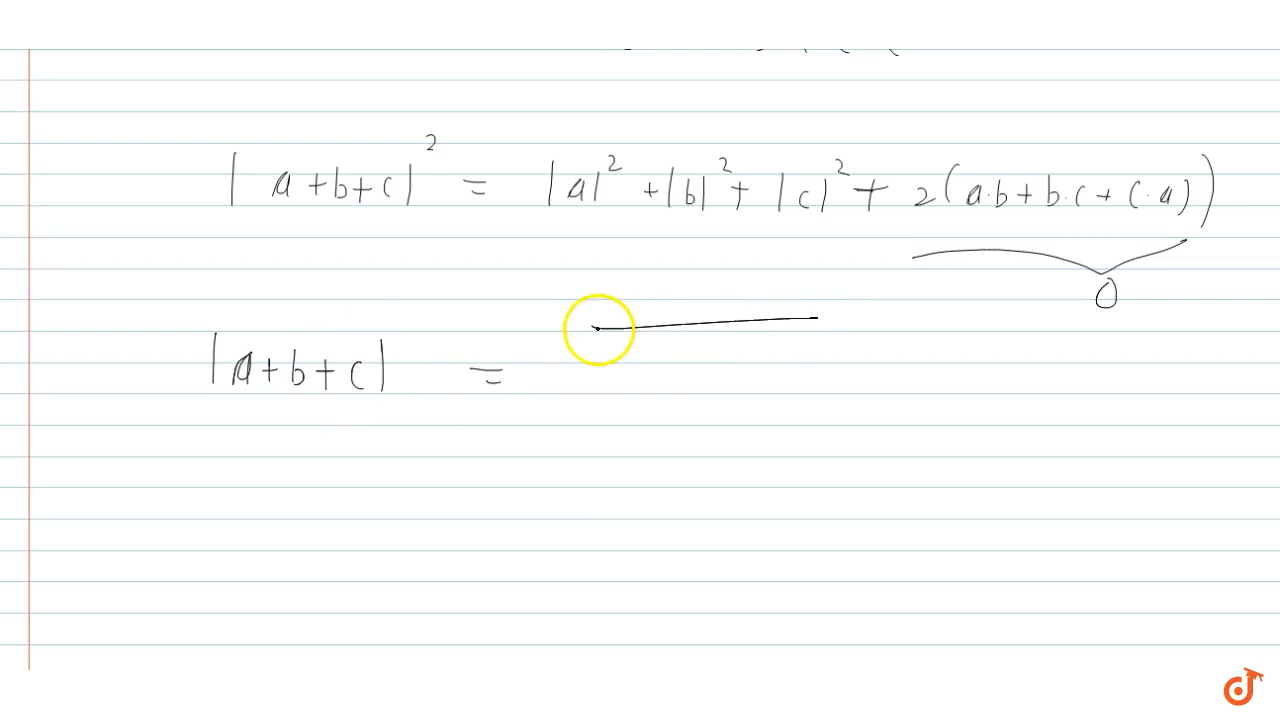 |a+b+c|² = |a|² + |b|² + |c|² + 2(a·b + b·c + c·a))
0
|a+b+c| =